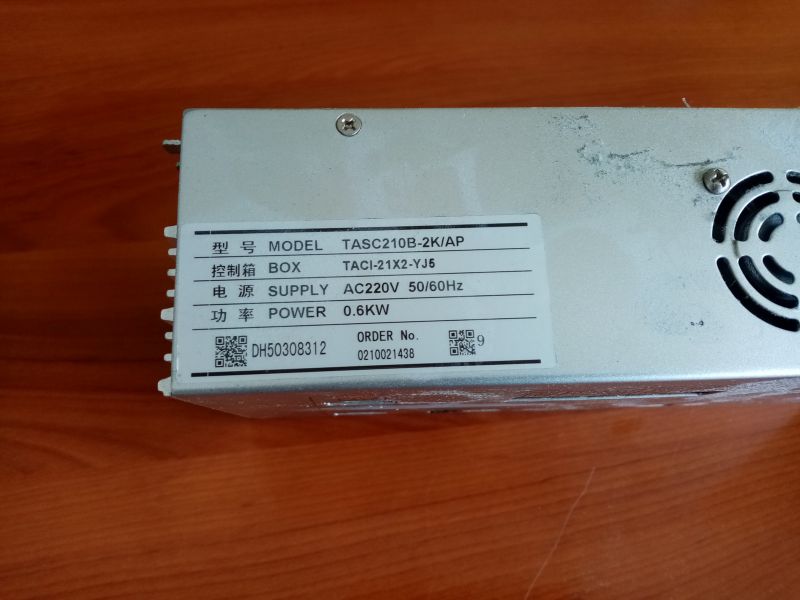 型 号 MODEL TASC210B-2K/AP
控制箱 BOX TACI-21X2-YJ5
电 源 SUPPLY AC220V 50/60Hz
功 率 POWER 0.6KW
DH50308312
ORDER No.
0210021438
9